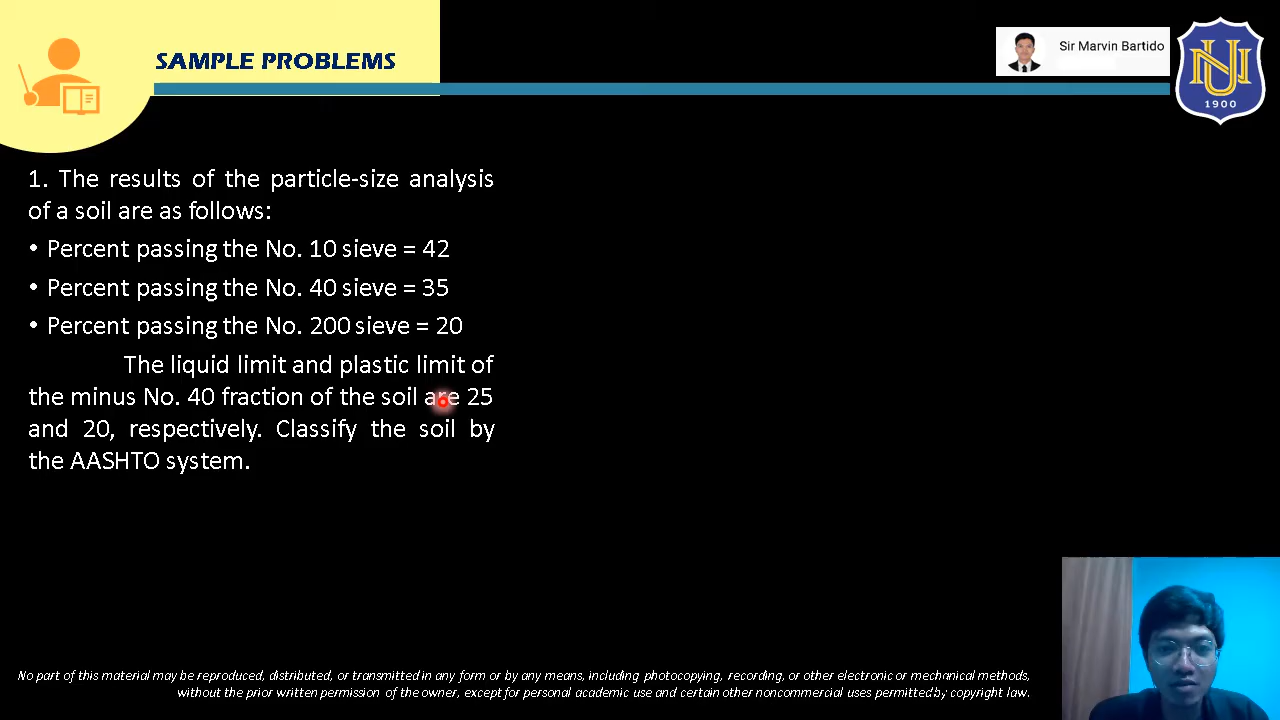 SAMPLE PROBLEMS
Sir Marvin Bartido
NU
1900
1. The results of the particle-size analysis
of a soil are as follows:
• Percent passing the No. 10 sieve = 42
• Percent passing the No. 40 sieve = 35
• Percent passing the No. 200 sieve = 20
The liquid limit and plastic limit of
the minus No. 40 fraction of the soil are 25
and 20, respectively. Classify the soil by
the AASHTO system.
No part of this material may be reproduced, distributed, or transmitted in any form or by any means, including photocopying, recording, or other electronic or mechanical methods,
without the prior written permission of the owner, except for personal academic use and certain other noncommercial uses permitted by copyright law.